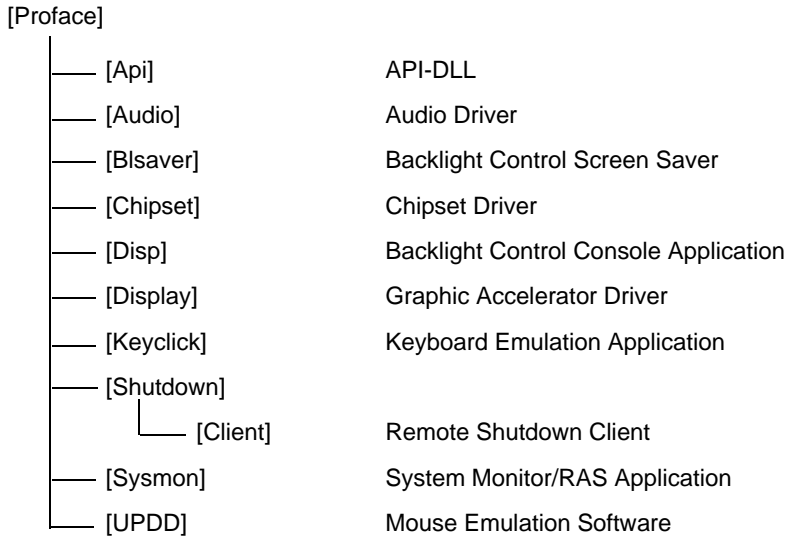 [Proface]
[Api] API-DLL
[Audio] Audio Driver
[Blsaver] Backlight Control Screen Saver
[Chipset] Chipset Driver
[Disp] Backlight Control Console Application
[Display] Graphic Accelerator Driver
[Keyclick] Keyboard Emulation Application
[Shutdown]
[Client] Remote Shutdown Client
[Sysmon] System Monitor/RAS Application
[UPDD] Mouse Emulation Software